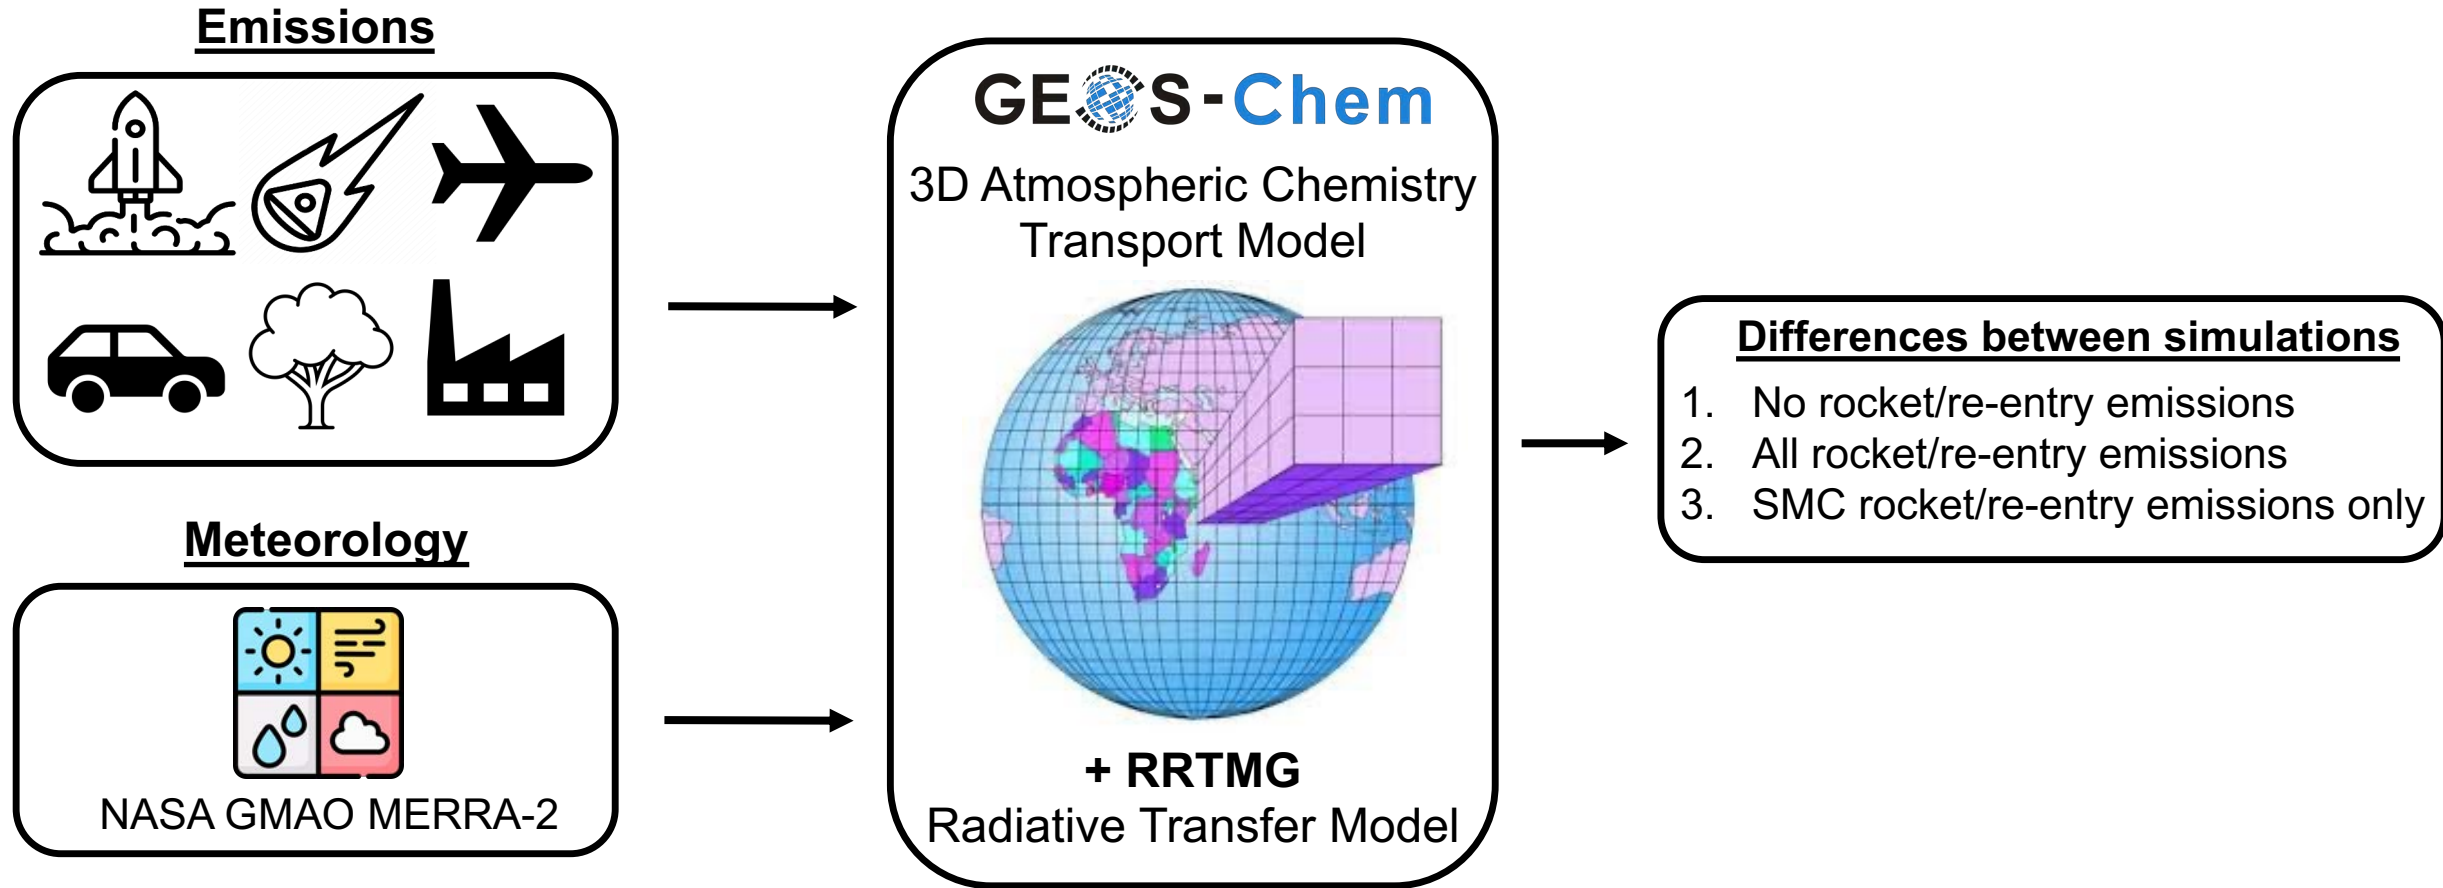 Emissions
Meteorology
NASA GMAO MERRA-2
GEOS-Chem
3D Atmospheric Chemistry
Transport Model
+ RRTMG
Radiative Transfer Model
Differences between simulations
1. No rocket/re-entry emissions
2. All rocket/re-entry emissions
3. SMC rocket/re-entry emissions only